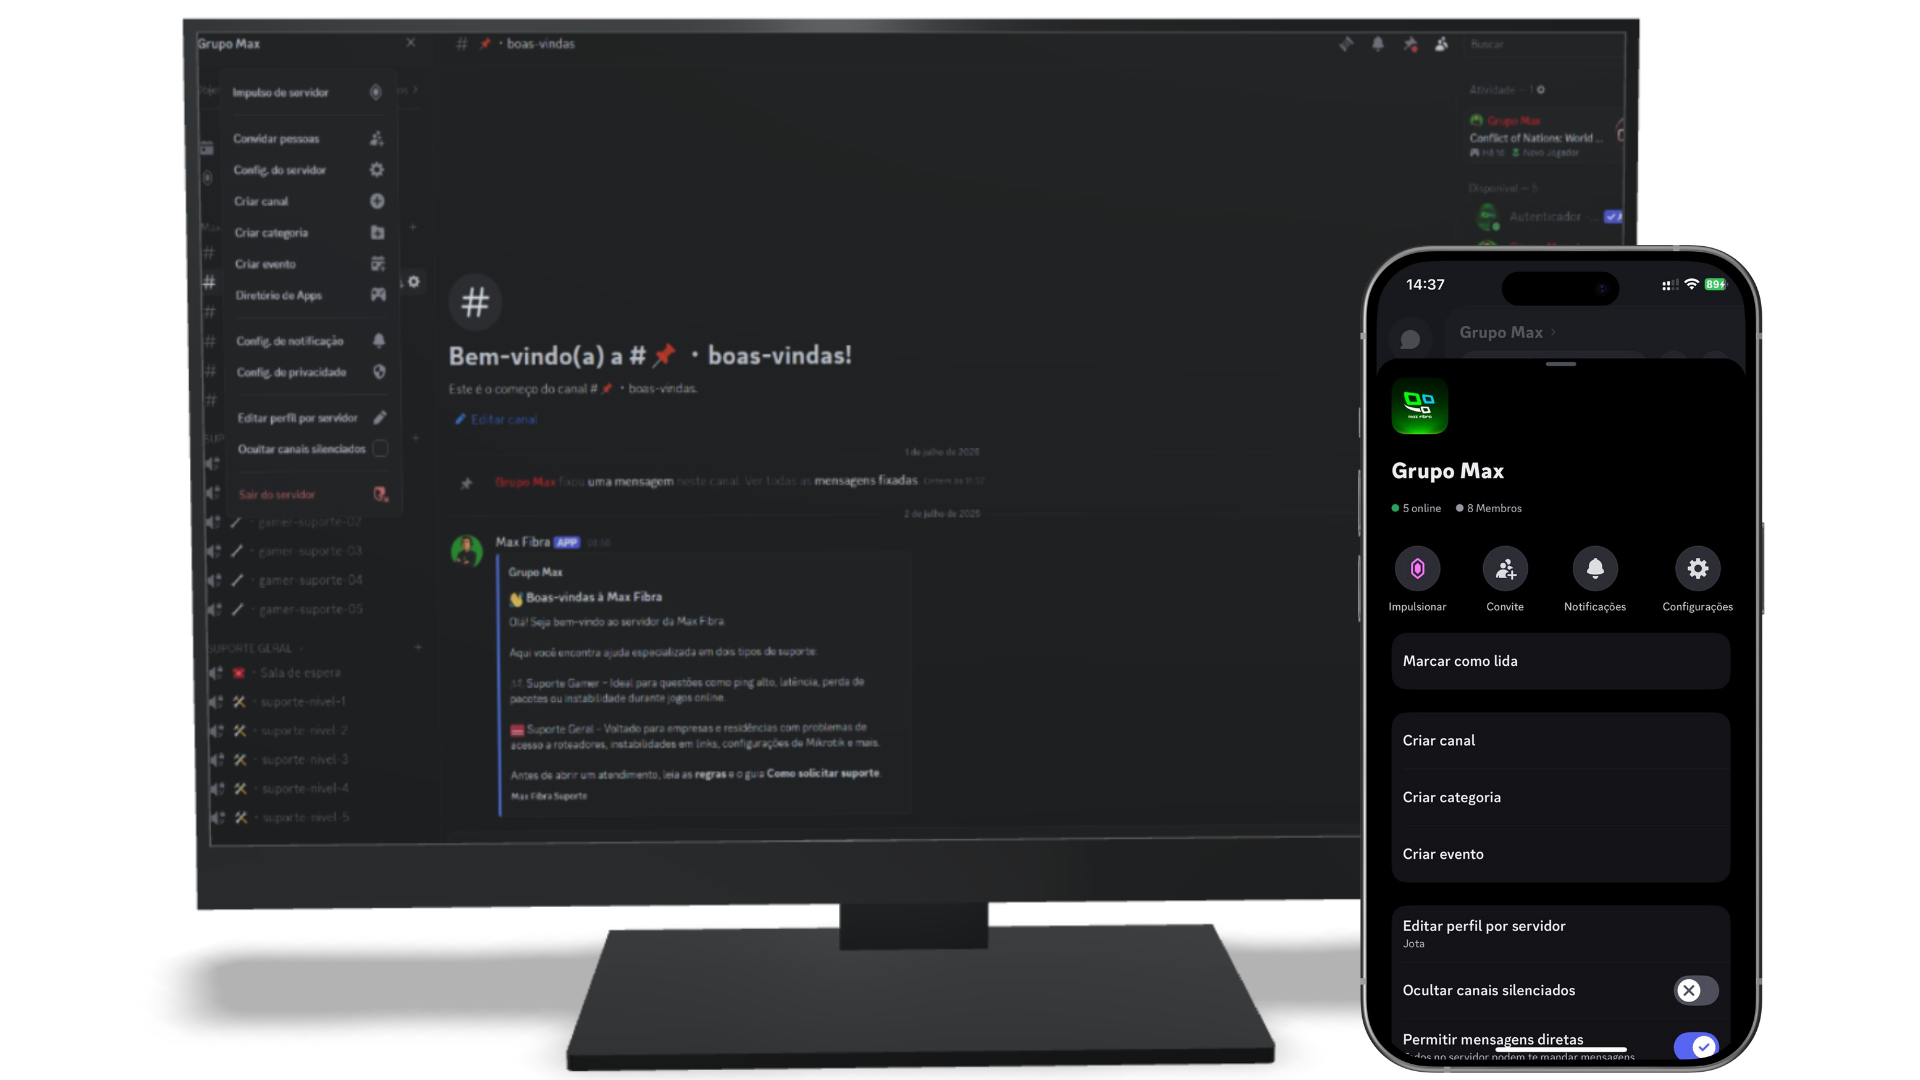 Grupo Max
Impulso de servidor
Convidar pessoas
Config. do servidor
Criar canal
Criar categoria
Criar evento
Diretório de Apps
Config. de notificação
Config. de privacidade
Editar perfil por servidor
Ocultar canais silenciados
Sair do servidor
gamer-suporte-02
gamer-suporte-03
gamer-suporte-04
gamer-suporte-05
SUPORTE GERAL
Sala de espera
suporte-nivel-1
suporte-nivel-2
suporte-nivel-3
suporte-nivel-4
suporte-nivel-5
# 📌 • boas-vindas
Buscar
#
Bem-vindo(a) a # 📌 • boas-vindas!
Este é o começo do canal # 📌 • boas-vindas.
Editar canal
1 de julho de 2025
Grupo Max fixou uma mensagem neste canal. Ver todas as mensagens fixadas.
2 de julho de 2025
Max Fibra APP
Grupo Max
👋 Boas-vindas à Max Fibra
Olá! Seja bem-vindo ao servidor da Max Fibra.
Aqui você encontra ajuda especializada em dois tipos de suporte:
Suporte Gamer – Ideal para questões como ping alto, latência, perda de
pacotes ou instabilidade durante jogos online.
Suporte Geral – Voltado para empresas e residências com problemas de
acesso a roteadores, instabilidades em links, configurações de Mikrotik e mais.
Antes de abrir um atendimento, leia as regras e o guia Como solicitar suporte.
Max Fibra Suporte
Atividade — 1
Grupo Max
Conflict of Nations: World ...
Novo Jogador
Disponível — 5
Autenticador
14:37
89
Grupo Max
max fibra
Grupo Max
5 online 8 Membros
Impulsionar Convite Notificações Configurações
Marcar como lida
Criar canal
Criar categoria
Criar evento
Editar perfil por servidor
Jota
Ocultar canais silenciados
Permitir mensagens diretas
Todos no servidor podem te mandar mensagens